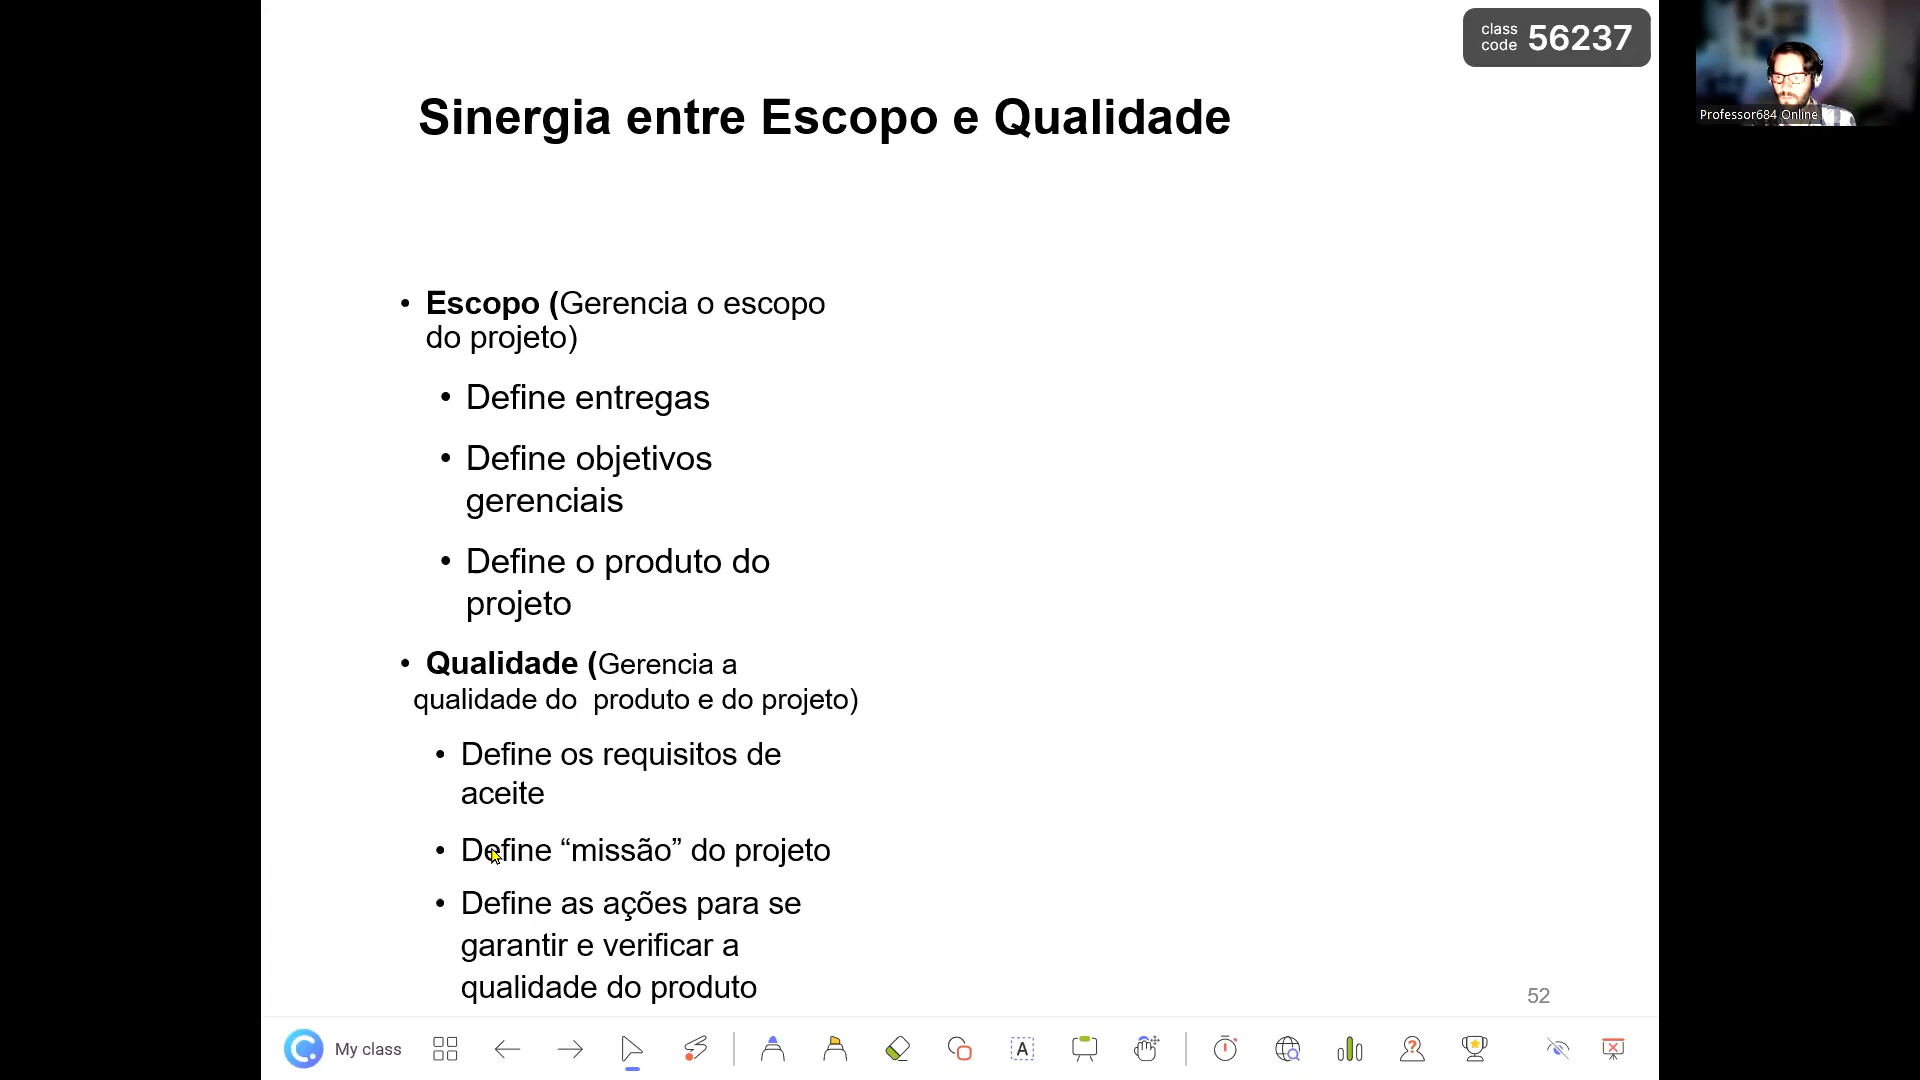 class
code 56237
Professor684 Online
Sinergia entre Escopo e Qualidade
• Escopo (Gerencia o escopo
do projeto)
• Define entregas
• Define objetivos
gerenciais
• Define o produto do
projeto
• Qualidade (Gerencia a
qualidade do produto e do projeto)
• Define os requisitos de
aceite
• Define “missão” do projeto
• Define as ações para se
garantir e verificar a
qualidade do produto
52
My class
A